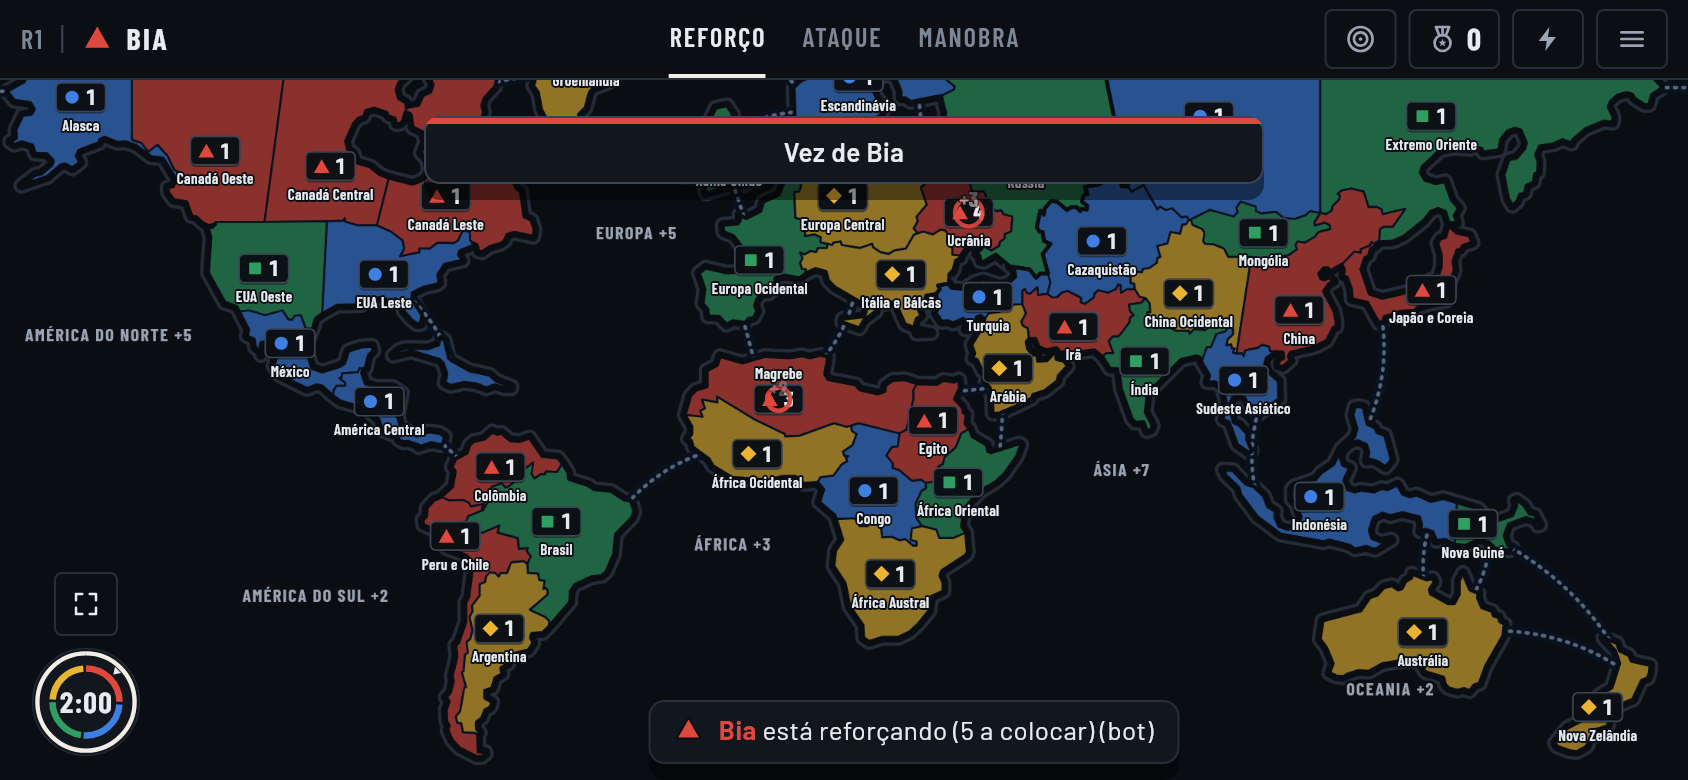 R1 BIA REFORÇO ATAQUE MANOBRA 0
Groenlândia
Escandinávia
1 Alasca
1 Extremo Oriente
Vez de Bia
1 Canadá Oeste
1 Canadá Central
Reino Unido
Rússia
1 Canadá Leste
1 Europa Central
+3 4 Ucrânia
EUROPA +5
1 Cazaquistão
1 Mongólia
1 EUA Oeste
1 EUA Leste
1 Europa Ocidental
1 Itália e Bálcãs
1 Turquia
1 China Ocidental
1 China
1 Japão e Coreia
AMÉRICA DO NORTE +5
1 México
1 Irã
1 Índia
1 Arábia
1 Sudeste Asiático
Magrebe
1 América Central
1 Egito
1 Colômbia
1 África Ocidental
ÁSIA +7
1 Congo
1 África Oriental
1 Indonésia
1 Nova Guiné
1 Peru e Chile
1 Brasil
ÁFRICA +3
1 África Austral
AMÉRICA DO SUL +2
1 Argentina
1 Austrália
OCEANIA +2
1 Nova Zelândia
2:00
Bia está reforçando (5 a colocar) (bot)